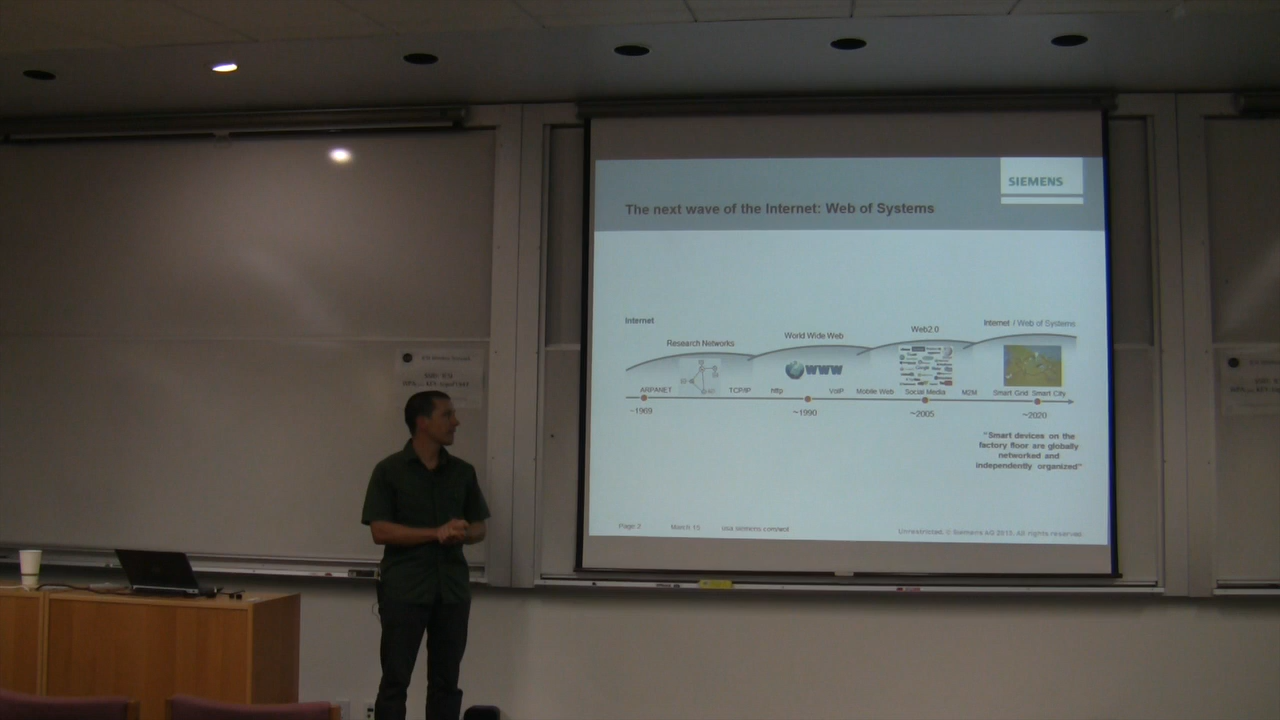 SIEMENS
The next wave of the Internet: Web of Systems
Internet
Research Networks
World Wide Web
Web2.0
Internet / Web of Systems
WWW
ARPANET
TCP/IP
http
VoIP
Mobile Web
Social Media
M2M
Smart Grid
Smart City
~1969
~1990
~2005
~2020
"Smart devices on the
factory floor are globally
networked and
independently organized"
Page 2
March 15
Unrestricted. © Siemens AG 2015. All rights reserved.